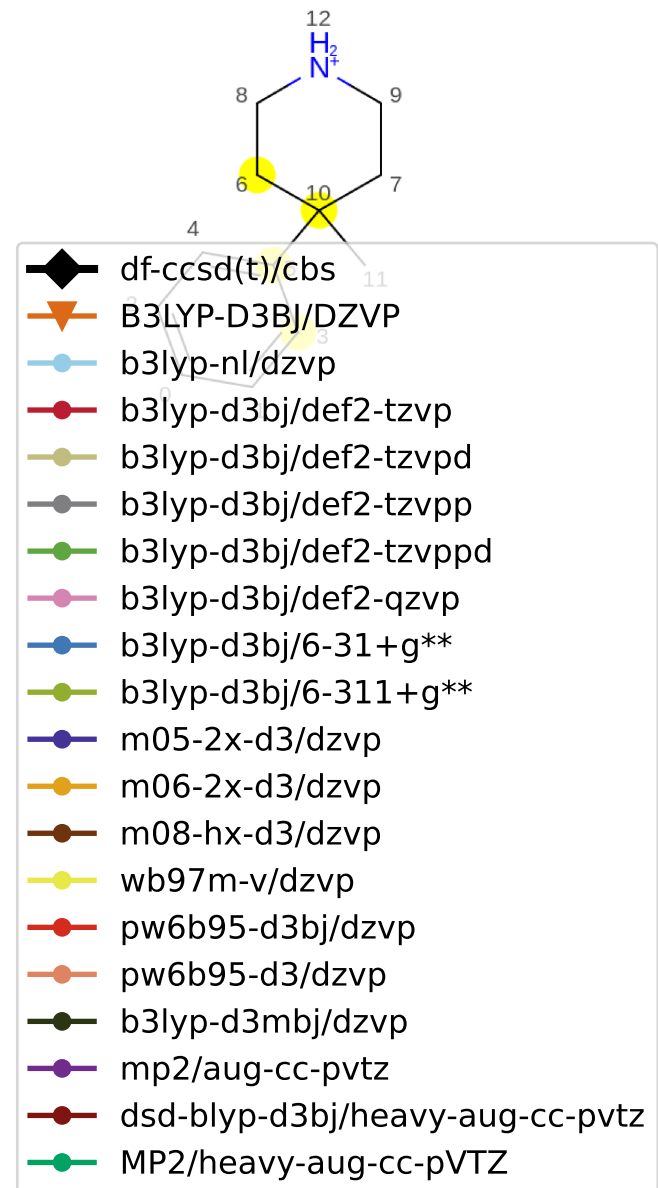 12
H2
N+
8 9
6 10 7
4
11
df-ccsd(t)/cbs
B3LYP-D3BJ/DZVP
3
b3lyp-nl/dzvp
0
b3lyp-d3bj/def2-tzvp
b3lyp-d3bj/def2-tzvpd
b3lyp-d3bj/def2-tzvpp
b3lyp-d3bj/def2-tzvppd
b3lyp-d3bj/def2-qzvp
b3lyp-d3bj/6-31+g**
b3lyp-d3bj/6-311+g**
m05-2x-d3/dzvp
m06-2x-d3/dzvp
m08-hx-d3/dzvp
wb97m-v/dzvp
pw6b95-d3bj/dzvp
pw6b95-d3/dzvp
b3lyp-d3mbj/dzvp
mp2/aug-cc-pvtz
dsd-blyp-d3bj/heavy-aug-cc-pvtz
MP2/heavy-aug-cc-pVTZ